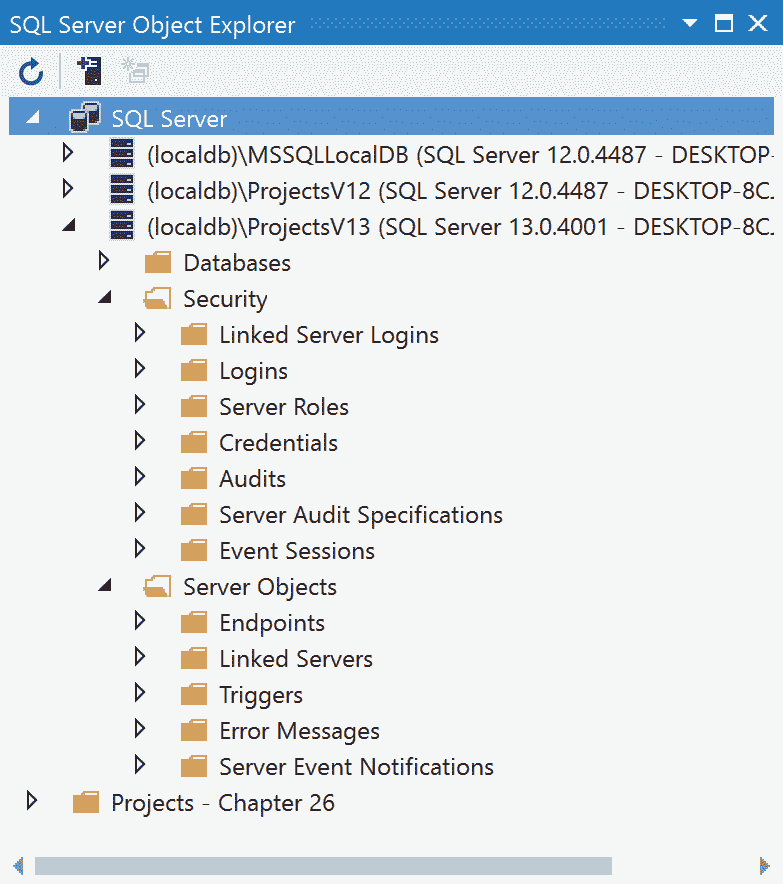 SQL Server Object Explorer
SQL Server
(localdb)\MSSQLLocalDB (SQL Server 12.0.4487 - DESKTOP-
(localdb)\ProjectsV12 (SQL Server 12.0.4487 - DESKTOP-8CJ
(localdb)\ProjectsV13 (SQL Server 13.0.4001 - DESKTOP-8CJ
Databases
Security
Linked Server Logins
Logins
Server Roles
Credentials
Audits
Server Audit Specifications
Event Sessions
Server Objects
Endpoints
Linked Servers
Triggers
Error Messages
Server Event Notifications
Projects - Chapter 26